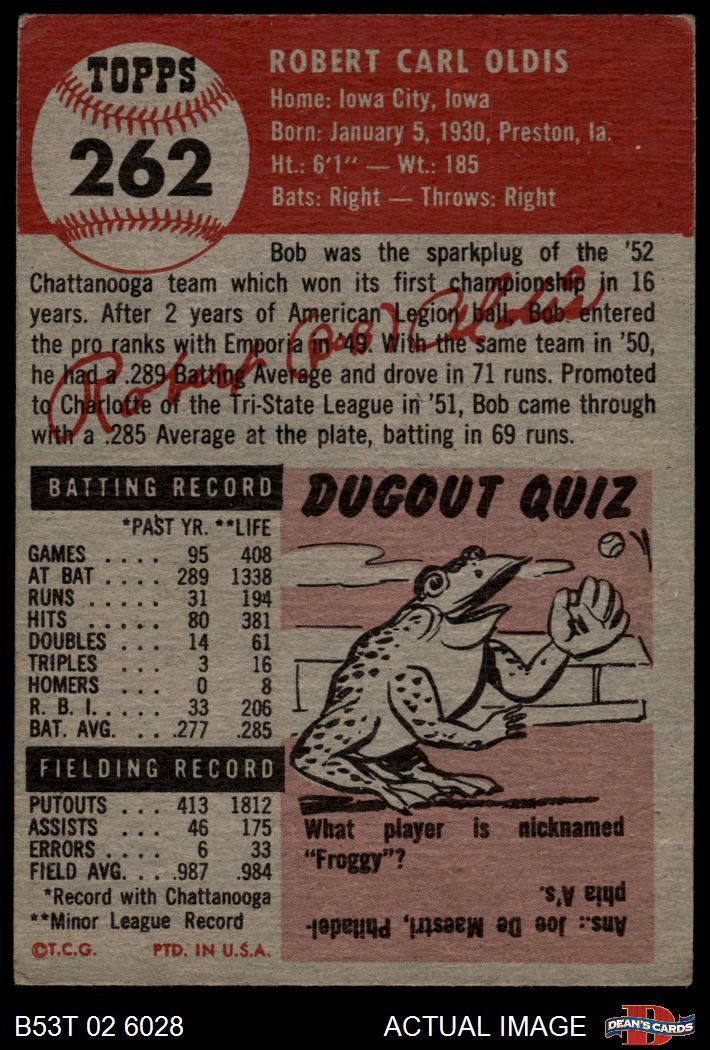 TOPPS
262
ROBERT CARL OLDIS
Home: Iowa City, Iowa
Born: January 5, 1930, Preston, Ia.
Ht.: 6'1" — Wt.: 185
Bats: Right — Throws: Right
Bob was the sparkplug of the '52
Chattanooga team which won its first championship in 16
years. After 2 years of American Legion ball, Bob entered
the pro ranks with Emporia in '49. With the same team in '50,
he had a .289 Batting Average and drove in 71 runs. Promoted
to Charlotte of the Tri-State League in '51, Bob came through
with a .285 Average at the plate, batting in 69 runs.
Robert (Bob) Oldis
BATTING RECORD
*PAST YR. **LIFE
GAMES .... 95 408
AT BAT .... 289 1338
RUNS ..... 31 194
HITS ..... 80 381
DOUBLES ... 14 61
TRIPLES ... 3 16
HOMERS ... 0 8
R. B. I. .... 33 206
BAT. AVG. ... .277 .285
FIELDING RECORD
PUTOUTS ... 413 1812
ASSISTS ... 46 175
ERRORS .... 6 33
FIELD AVG. ... .987 .984
*Record with Chattanooga
**Minor League Record
©T.C.G. PTD. IN U.S.A.
DUGOUT QUIZ
What player is nicknamed
"Froggy"?
Ans.: Joe De Maestri, Philadel-
phia A's.
B53T 02 6028 ACTUAL IMAGE
D
DEAN'S CARDS